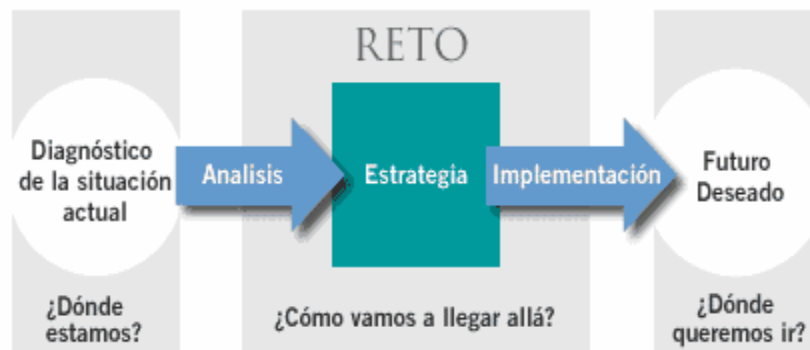 RETO
Diagnóstico
de la situación
actual
Analisis
Estrategia
Implementación
Futuro
Deseado
¿Dónde
estamos?
¿Cómo vamos a llegar allá?
¿Dónde
queremos ir?